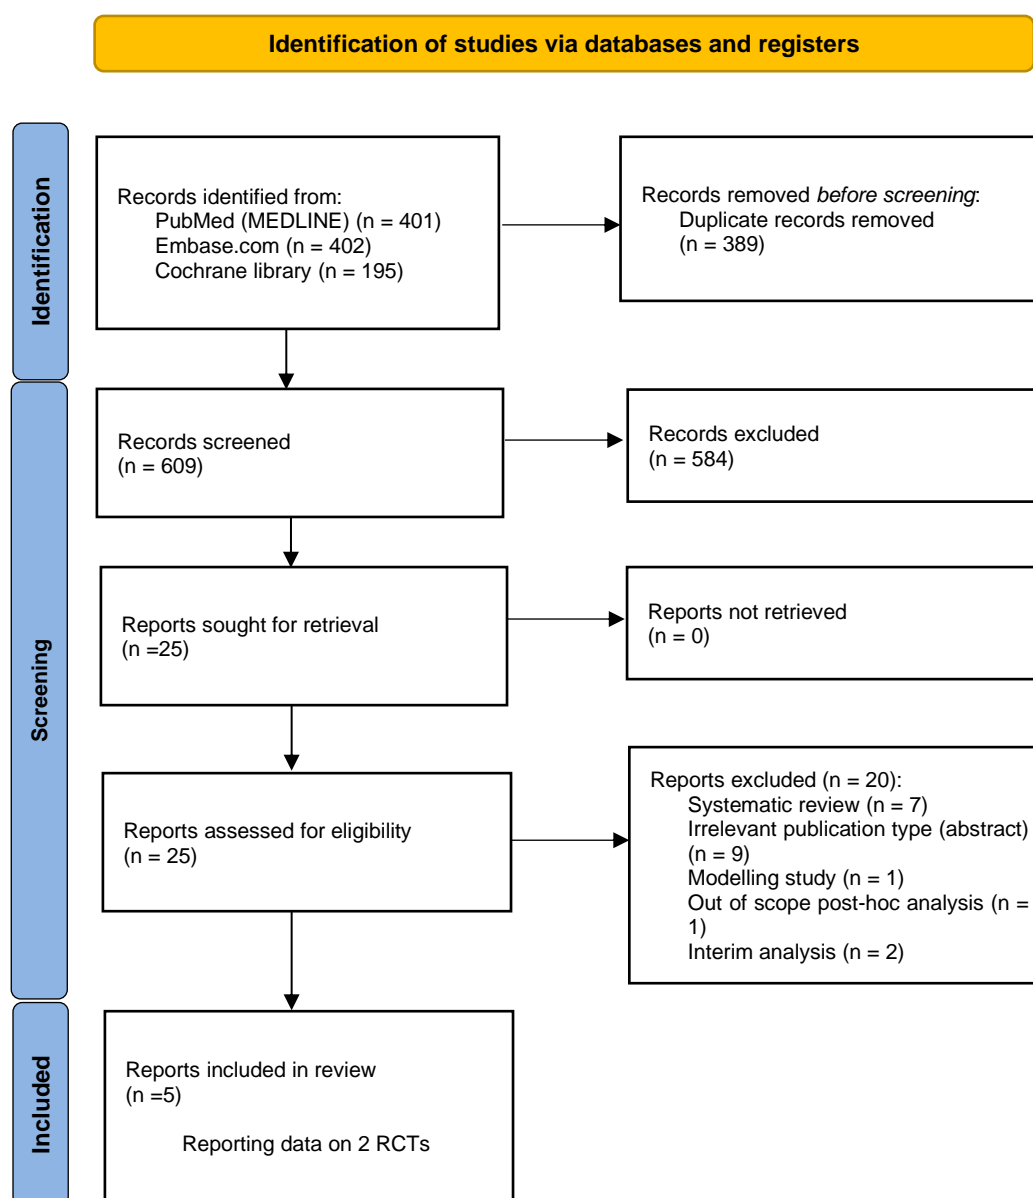 Identification of studies via databases and registers
Identification
Records identified from:
PubMed (MEDLINE) (n = 401)
Embase.com (n = 402)
Cochrane library (n = 195)
Records removed before screening:
Duplicate records removed
(n = 389)
Screening
Records screened
(n = 609)
Records excluded
(n = 584)
Reports sought for retrieval
(n =25)
Reports not retrieved
(n = 0)
Reports assessed for eligibility
(n = 25)
Reports excluded (n = 20):
Systematic review (n = 7)
Irrelevant publication type (abstract)
(n = 9)
Modelling study (n = 1)
Out of scope post-hoc analysis (n =
1)
Interim analysis (n = 2)
Included
Reports included in review
(n =5)
Reporting data on 2 RCTs